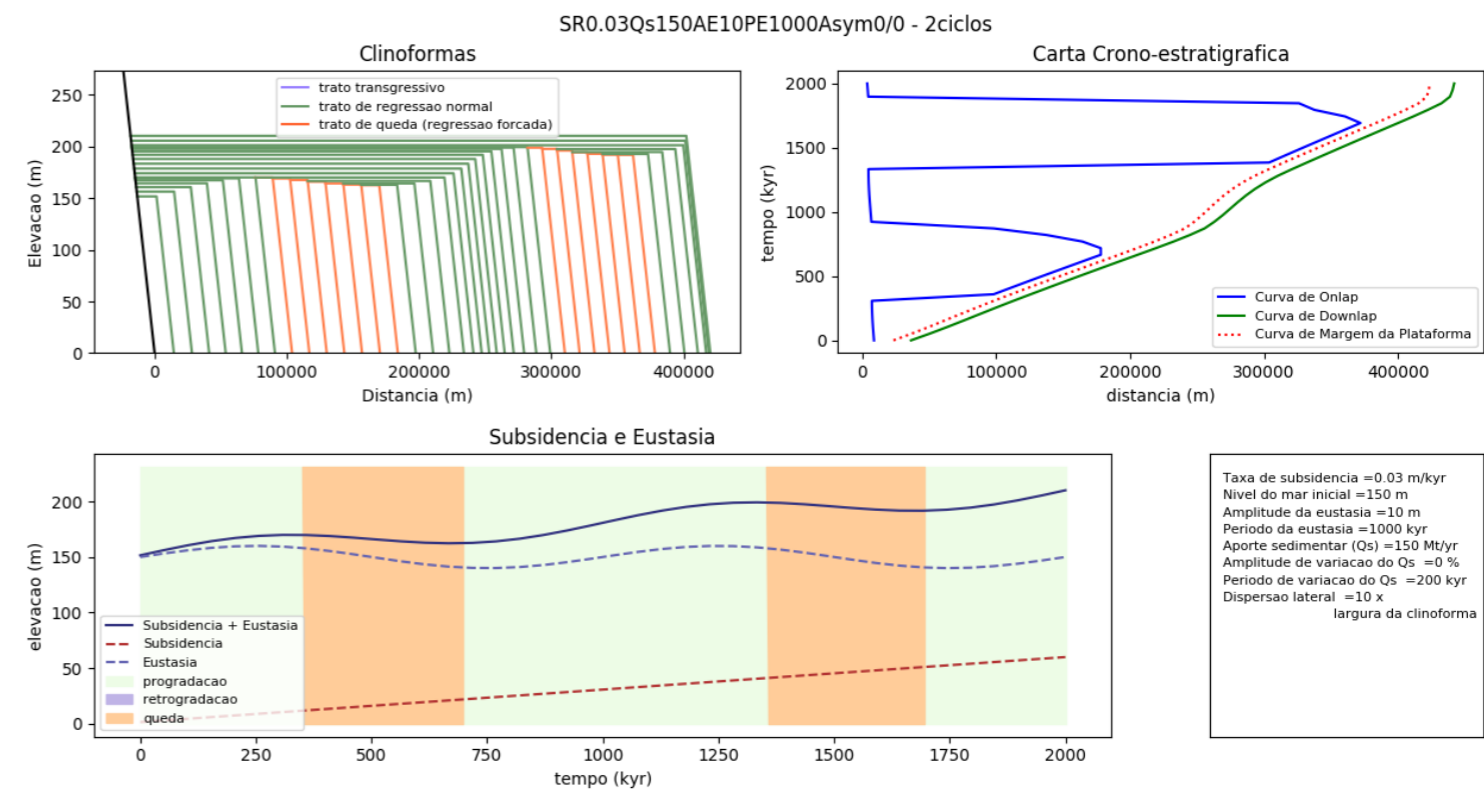 SR0.03Qs150AE10PE1000Asym0/0 - 2ciclos
Clinoformas
250
200
150
100
50
0
Elevacao (m)
trato transgressivo
trato de regressao normal
trato de queda (regressao forcada)
0 100000 200000 300000 400000
Distancia (m)
Carta Crono-estratigrafica
2000
1500
1000
500
0
tempo (kyr)
Curva de Onlap
Curva de Downlap
Curva de Margem da Plataforma
0 100000 200000 300000 400000
distancia (m)
Subsidencia e Eustasia
200
150
100
50
0
elevacao (m)
Subsidencia + Eustasia
Subsidencia
Eustasia
progradacao
retrogradacao
queda
0 250 500 750 1000 1250 1500 1750 2000
tempo (kyr)
Taxa de subsidencia =0.03 m/kyr
Nivel do mar inicial =150 m
Amplitude da eustasia =10 m
Periodo da eustasia =1000 kyr
Aporte sedimentar (Qs) =150 Mt/yr
Amplitude de variacao do Qs =0 %
Periodo de variacao do Qs =200 kyr
Dispersao lateral =10 x
largura da clinoforma